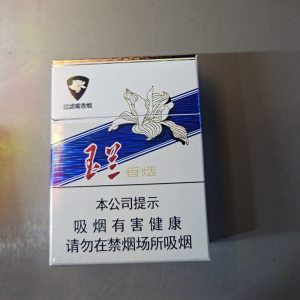 过滤嘴香烟
玉兰
香烟
本公司提示
吸烟有害健康
请勿在禁烟场所吸烟